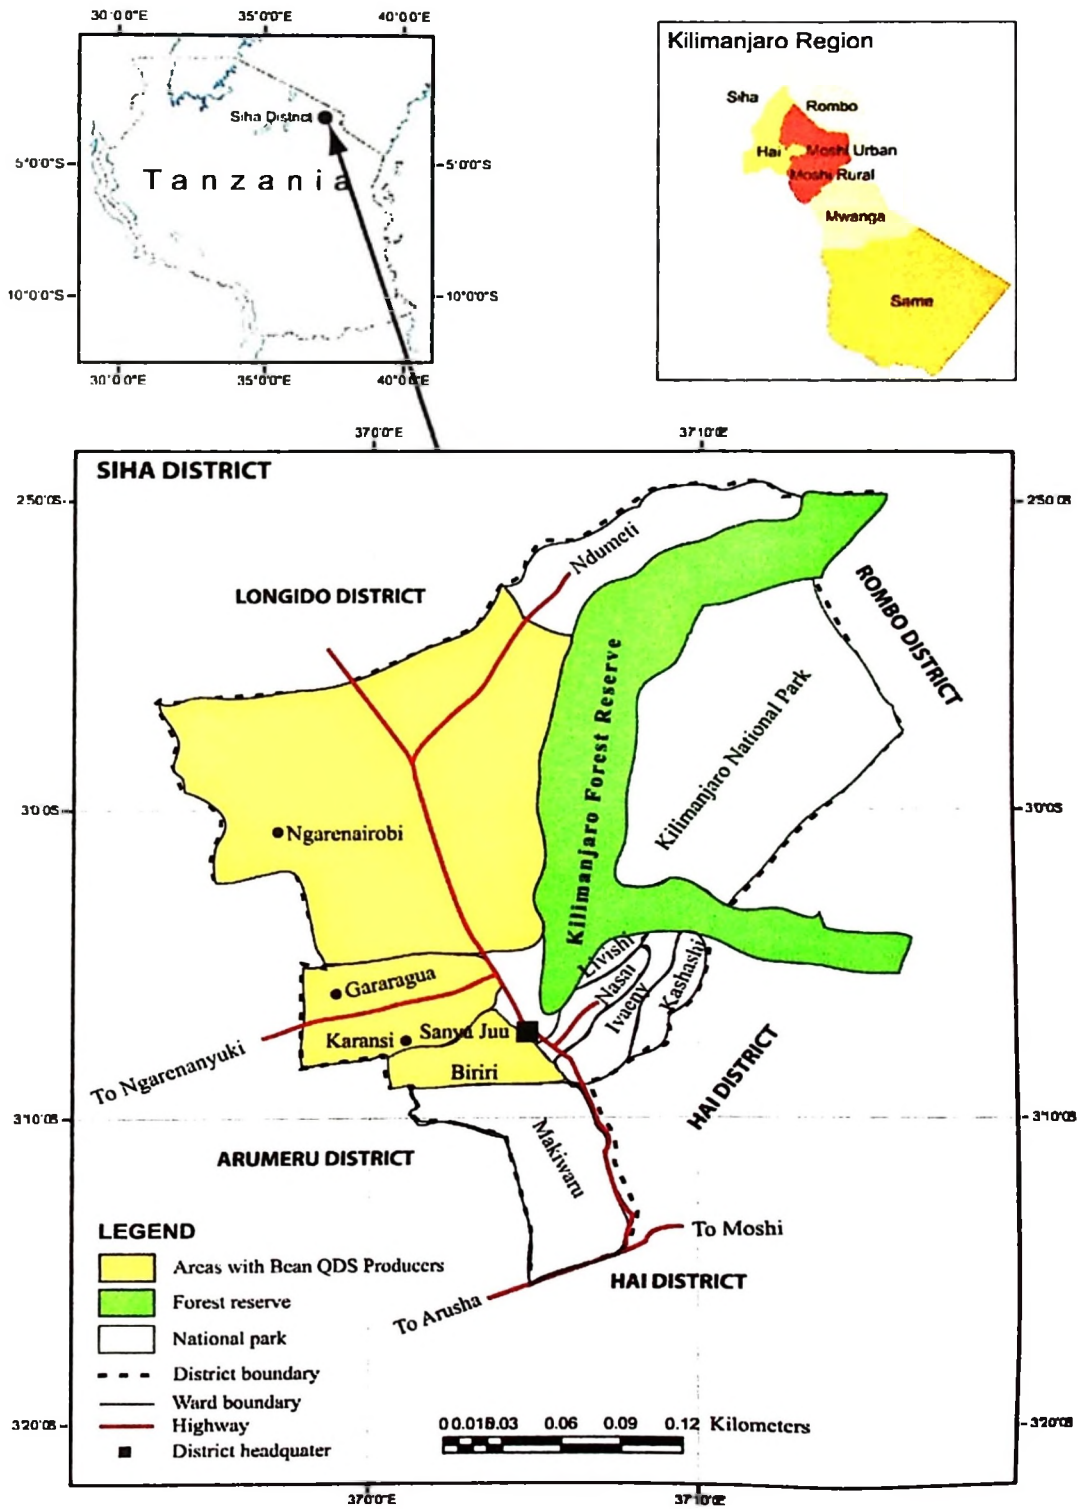 30°0'0"E 35°0'0"E 40°0'0"E
Siha District
Tanzania
5°0'0"S 5°0'0"S
10°0'0"S 10°0'0"S
30°0'0"E 35°0'0"E 40°0'0"E
Kilimanjaro Region
Siha
Rombo
Hai
Moshi Urban
Moshi Rural
Mwanga
Same
37°0'0"E
SIHA DISTRICT
LONGIDO DISTRICT
Ndumeti
ROMBO DISTRICT
Kilimanjaro Forest Reserve
Kilimanjaro National Park
Ngarenairobi
Gararagua
Karansi
Sanya Juu
Biriri
Livishi
Nasai
Ivaeny
Kashashi
To Ngarenanyuki
HAI DISTRICT
ARUMERU DISTRICT
Makiwaru
To Moshi
HAI DISTRICT
To Arusha
LEGEND
Areas with Bean QDS Producers
Forest reserve
National park
District boundary
Ward boundary
Highway
District headquater
0.06 0.09 0.12 Kilometers
37°0'0"E